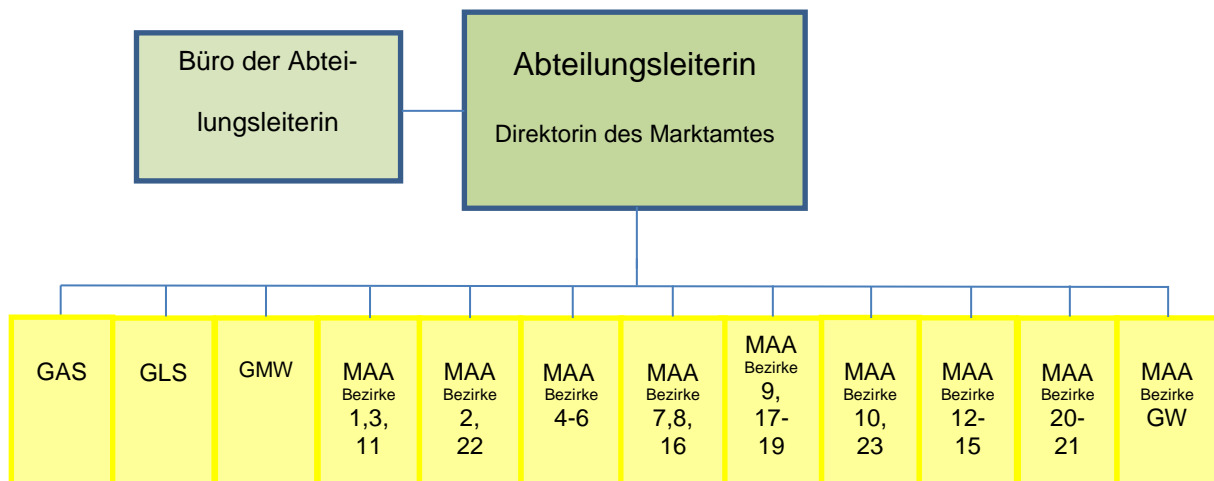 Büro der Abtei-
lungsleiterin
Abteilungsleiterin
Direktorin des Marktamtes
GAS
GLS
GMW
MAA
Bezirke
1,3,
11
MAA
Bezirke
2,
22
MAA
Bezirke
4-6
MAA
Bezirke
7,8,
16
MAA
Bezirke
9,
17-
19
MAA
Bezirke
10,
23
MAA
Bezirke
12-
15
MAA
Bezirke
20-
21
MAA
Bezirke
GW